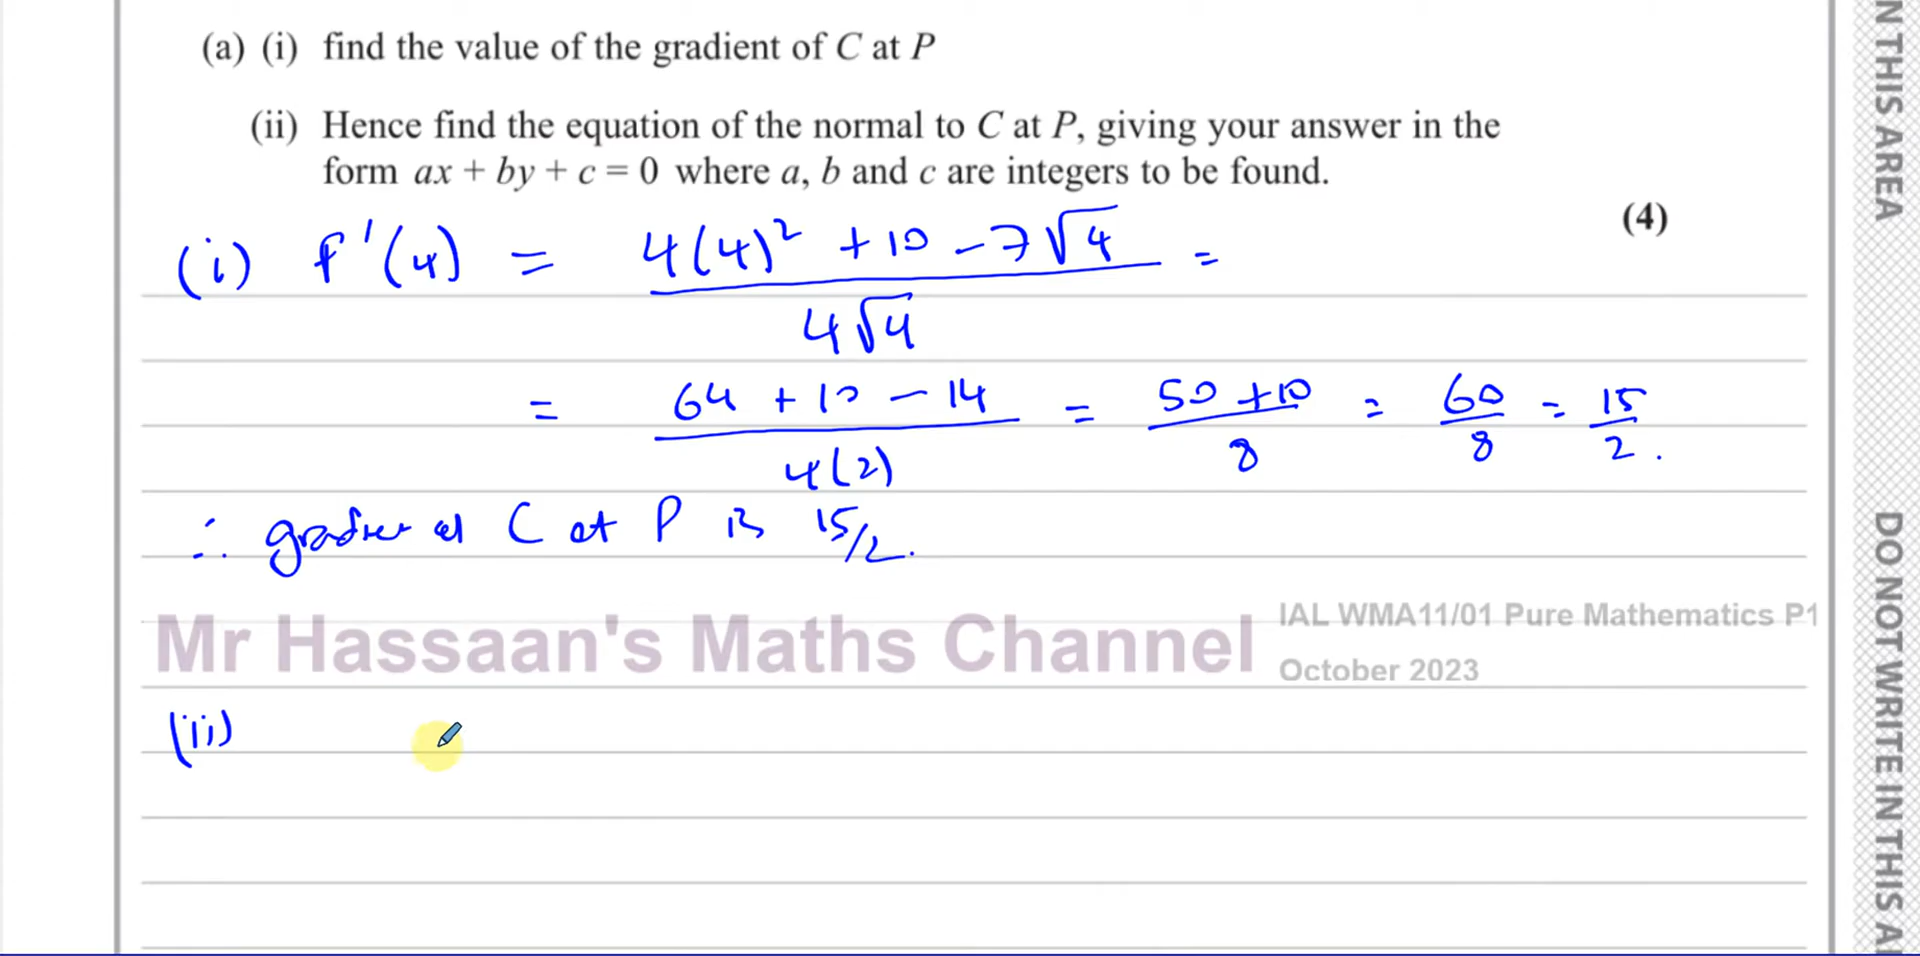 (a) (i) find the value of the gradient of C at P
(ii) Hence find the equation of the normal to C at P, giving your answer in the
form ax + by + c = 0 where a, b and c are integers to be found.
(4)
(i) f'(4) = 4(4)² + 10 - 7√4 / 4√4 =
= 64 + 10 - 14 / 4(2) = 50 + 10 / 8 = 60 / 8 = 15 / 2.
∴ gradient of C at P is 15/2.
Mr Hassaan's Maths Channel
IAL WMA11/01 Pure Mathematics P1
October 2023
(ii)
N THIS AREA
DO NOT WRITE IN THIS A